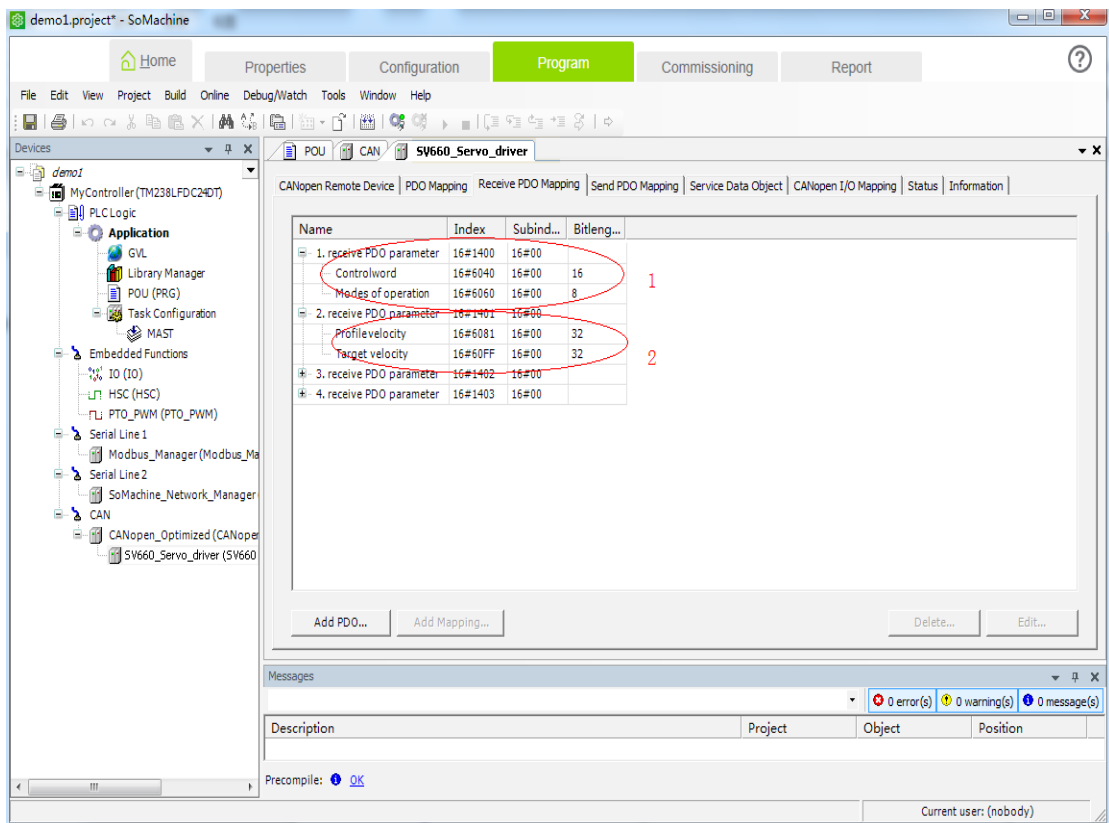 demo1.project* - SoMachine
Home Properties Configuration Program Commissioning Report
File Edit View Project Build Online Debug/Watch Tools Window Help
Devices
POU CAN SV660_Servo_driver
demo1
MyController (TM238LFDC24DT)
PLC Logic
Application
GVL
Library Manager
POU (PRG)
Task Configuration
MAST
Embedded Functions
IO (IO)
HSC (HSC)
PTO_PWM (PTO_PWM)
Serial Line 1
Modbus_Manager (Modbus_Ma
Serial Line 2
SoMachine_Network_Manager
CAN
CANopen_Optimized (CANoper
SV660_Servo_driver (SV660
CANopen Remote Device PDO Mapping Receive PDO Mapping Send PDO Mapping Service Data Object CANopen I/O Mapping Status Information
Name Index Subind... Bitleng...
1. receive PDO parameter 16#1400 16#00
Controlword 16#6040 16#00 16
Modes of operation 16#6060 16#00 8
1
2. receive PDO parameter 16#1401 16#00
Profile velocity 16#6081 16#00 32
Target velocity 16#60FF 16#00 32
2
3. receive PDO parameter 16#1402 16#00
4. receive PDO parameter 16#1403 16#00
Add PDO... Add Mapping... Delete... Edit...
Messages
0 error(s) 0 warning(s) 0 message(s)
Description Project Object Position
Precompile: OK
Current user: (nobody)